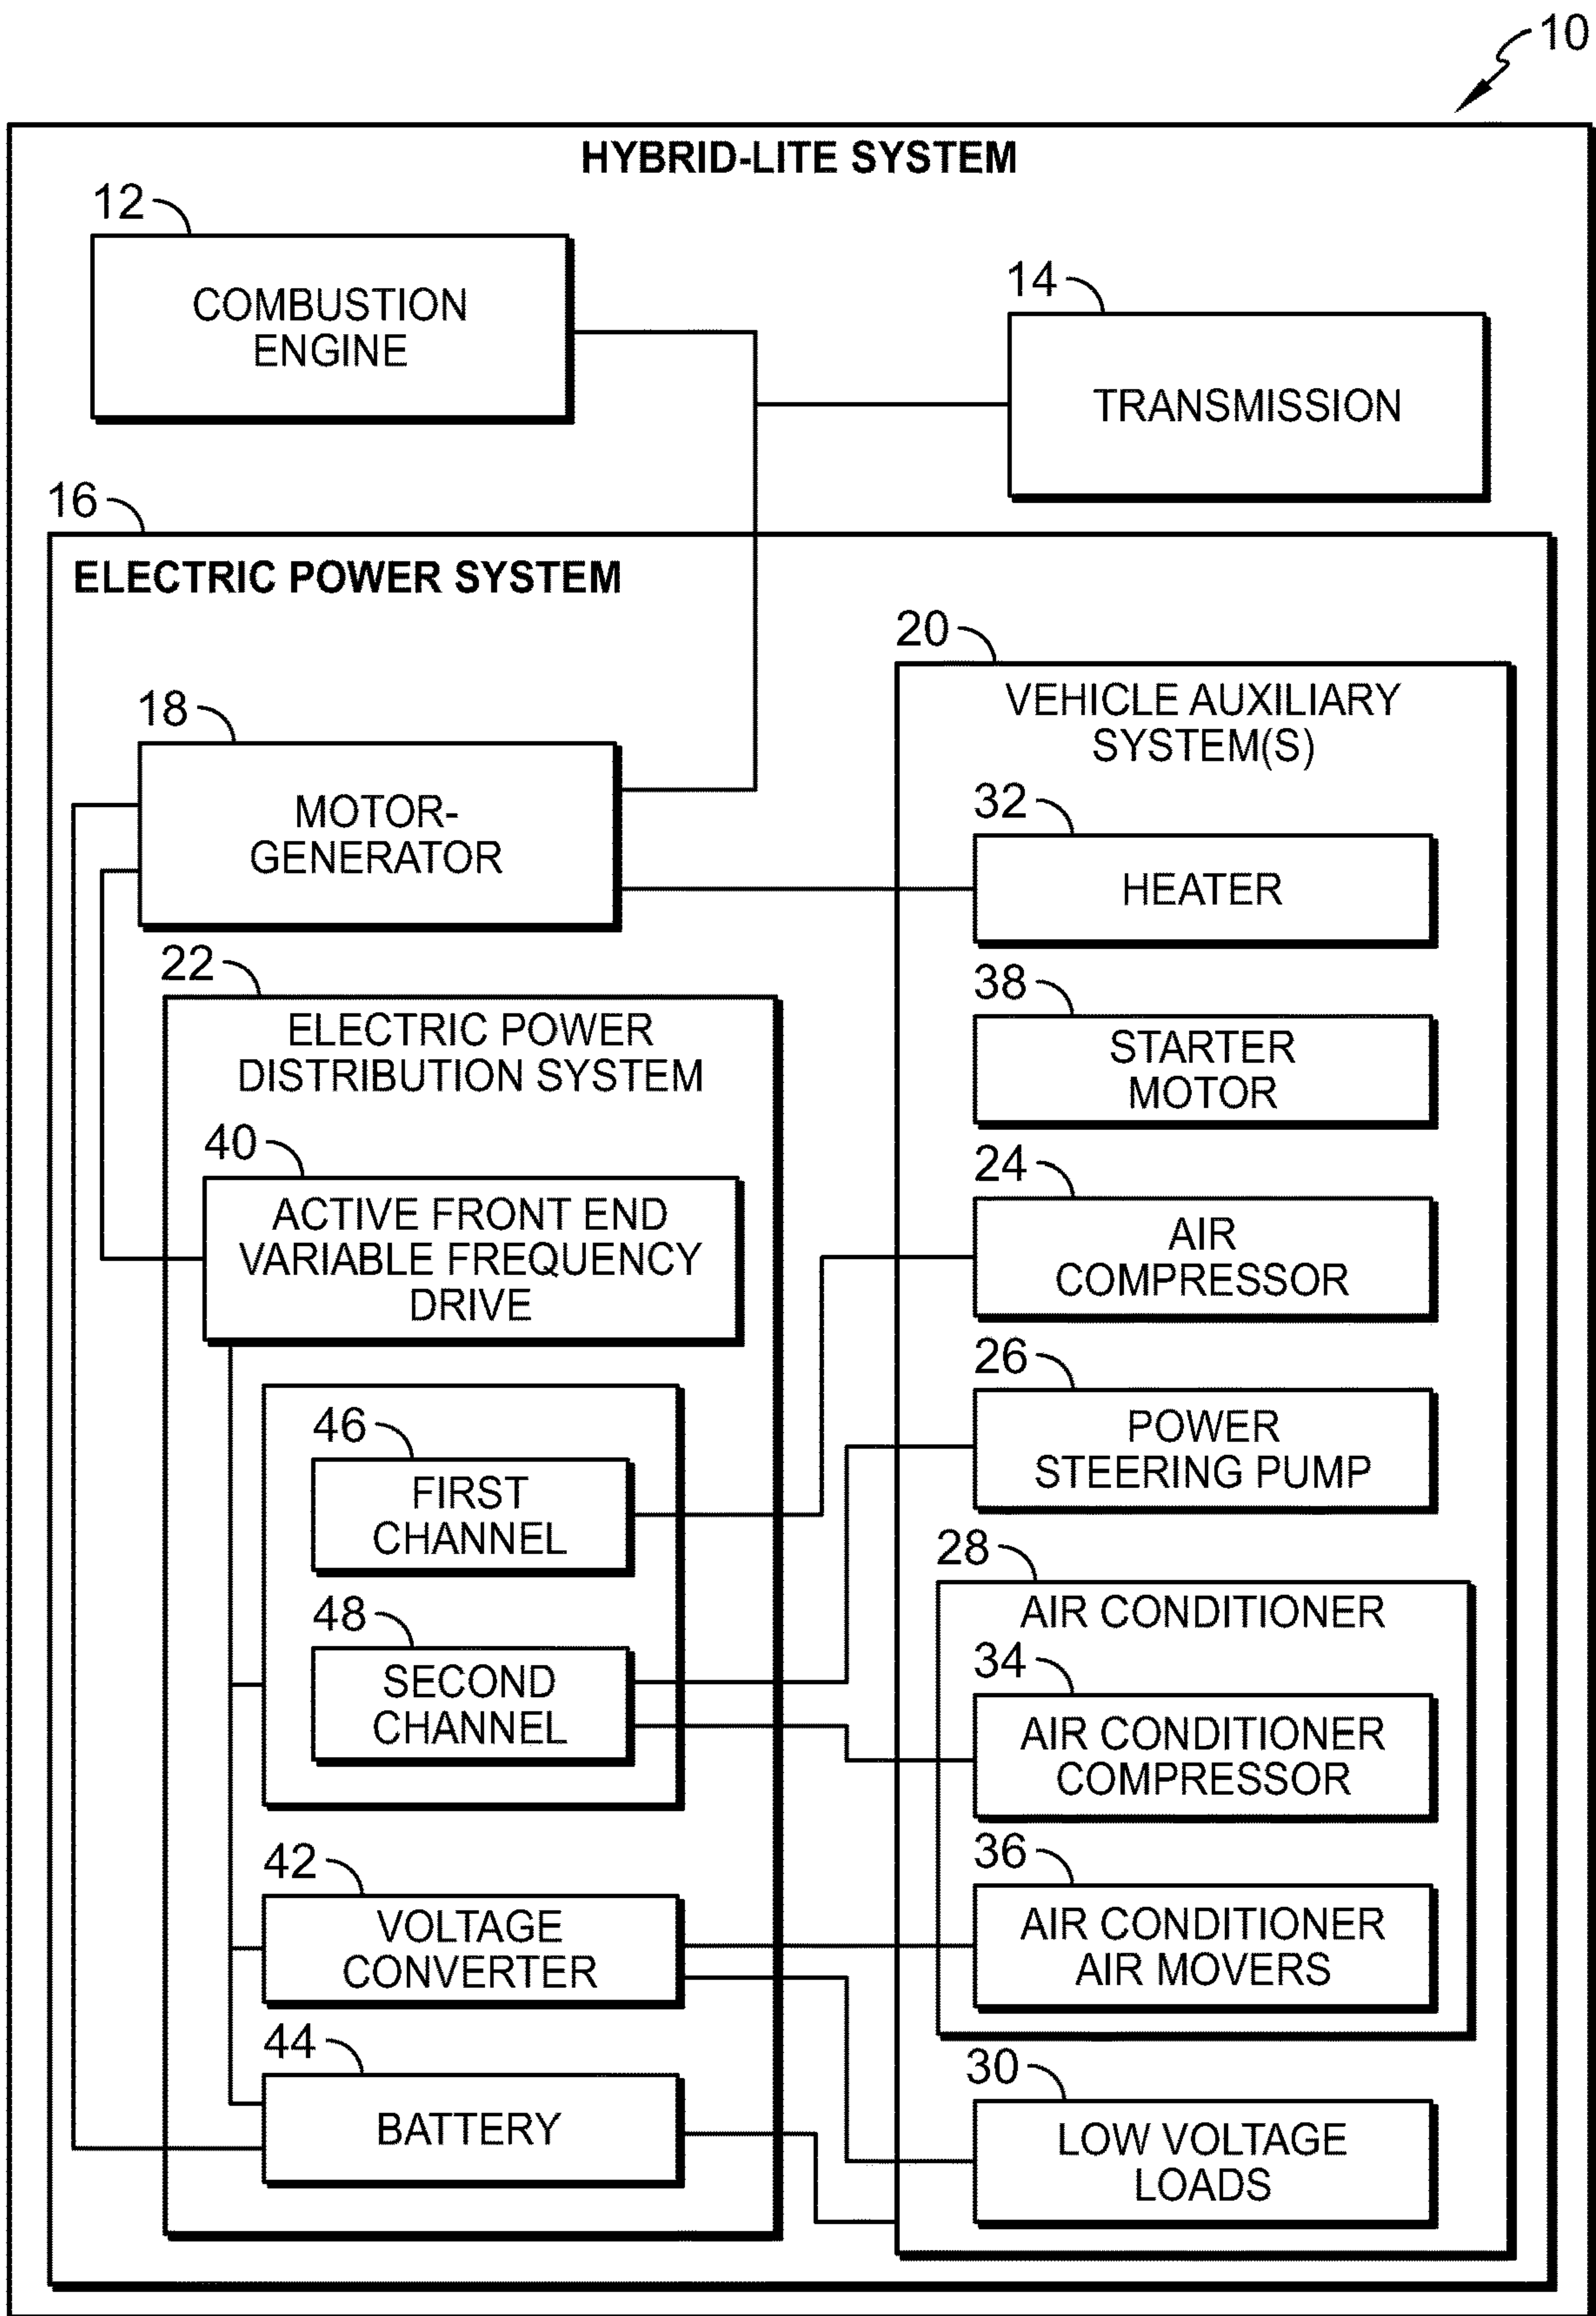 10
HYBRID-LITE SYSTEM
12
COMBUSTION
ENGINE
14
TRANSMISSION
16
ELECTRIC POWER SYSTEM
18
MOTOR-
GENERATOR
20
VEHICLE AUXILIARY
SYSTEM(S)
32
HEATER
38
STARTER
MOTOR
24
AIR
COMPRESSOR
26
POWER
STEERING PUMP
28
AIR CONDITIONER
34
AIR CONDITIONER
COMPRESSOR
36
AIR CONDITIONER
AIR MOVERS
30
LOW VOLTAGE
LOADS
22
ELECTRIC POWER
DISTRIBUTION SYSTEM
40
ACTIVE FRONT END
VARIABLE FREQUENCY
DRIVE
46
FIRST
CHANNEL
48
SECOND
CHANNEL
42
VOLTAGE
CONVERTER
44
BATTERY